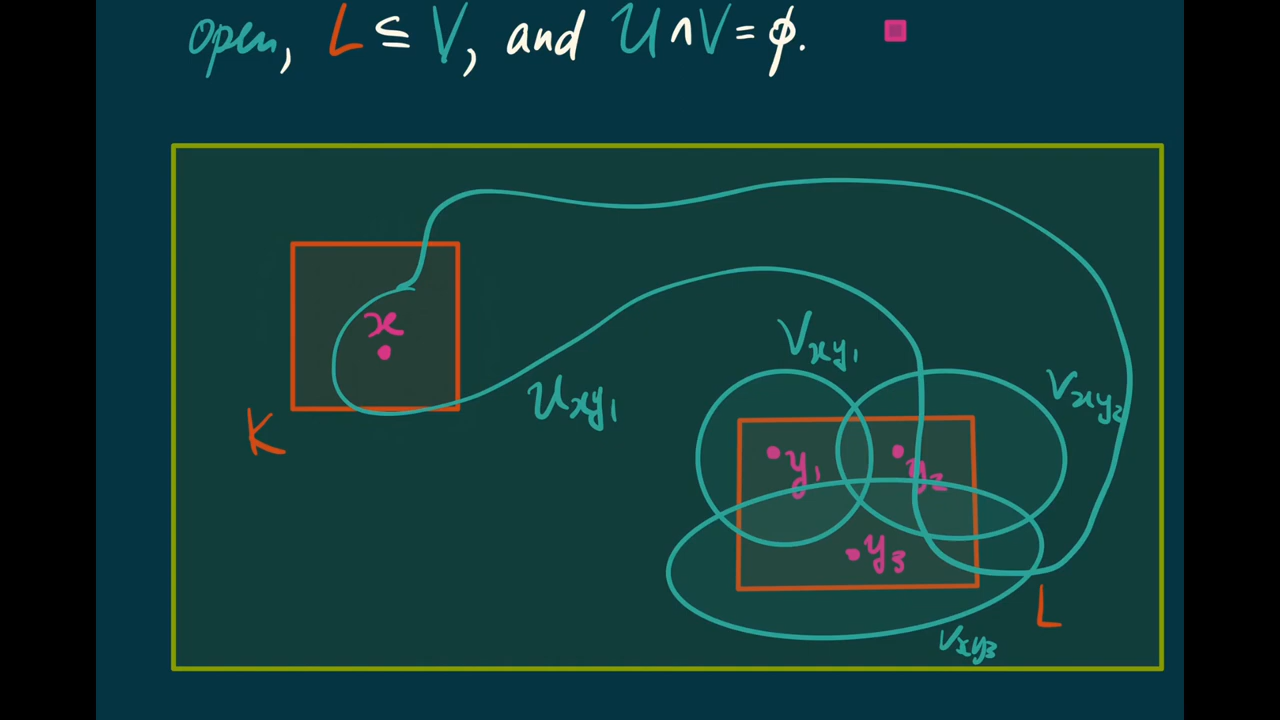 open, L ⊆ V, and U ∩ V = ϕ.
x
V_{xy_1}
V_{xy_2}
U_{xy_1}
K
y_1
y_2
y_3
L
V_{xy_3}